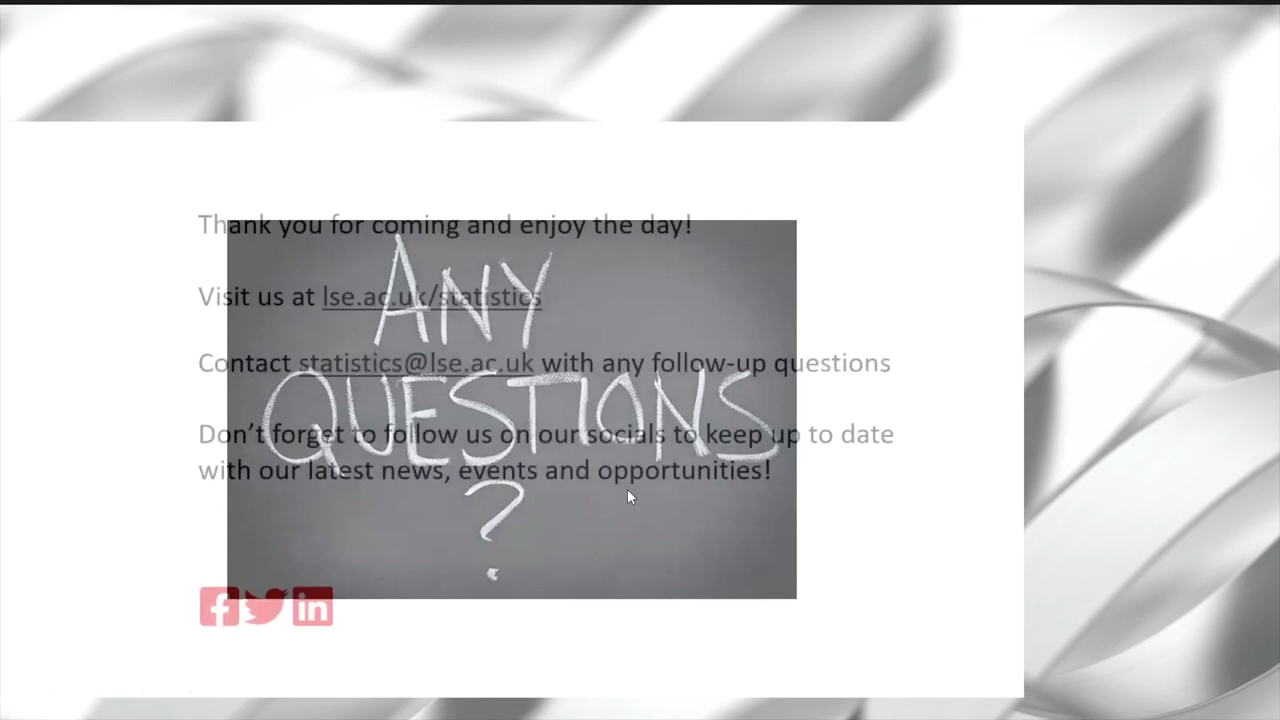 Thank you for coming and enjoy the day!
ANY
Visit us at lse.ac.uk/statistics
Contact statistics@lse.ac.uk with any follow-up questions
QUESTIONS
Don't forget to follow us on our socials to keep up to date
with our latest news, events and opportunities!
?
f in